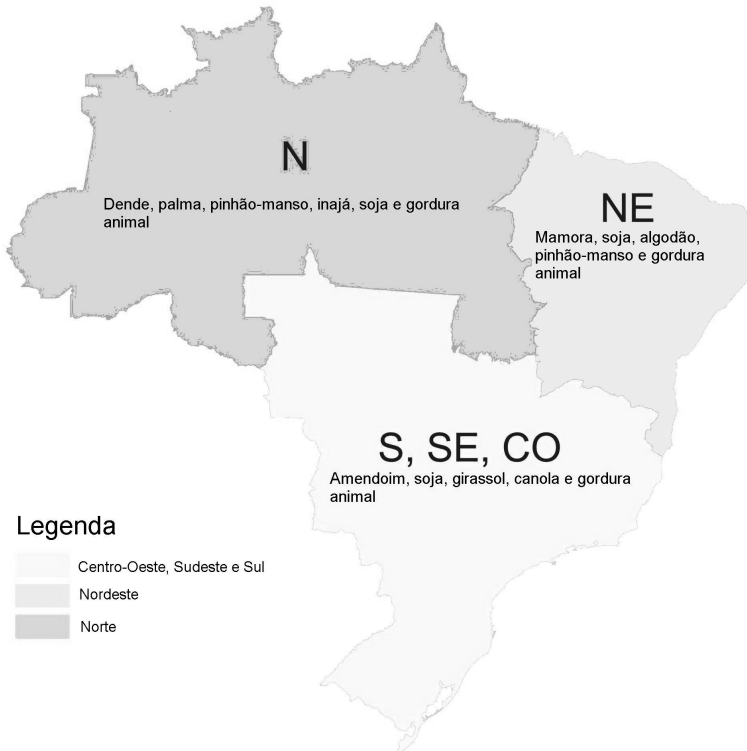 N
Dende, palma, pinhão-manso, inajá, soja e gordura
animal
NE
Mamora, soja, algodão,
pinhão-manso e gordura
animal
S, SE, CO
Amendoim, soja, girassol, canola e gordura
animal
Legenda
Centro-Oeste, Sudeste e Sul
Nordeste
Norte